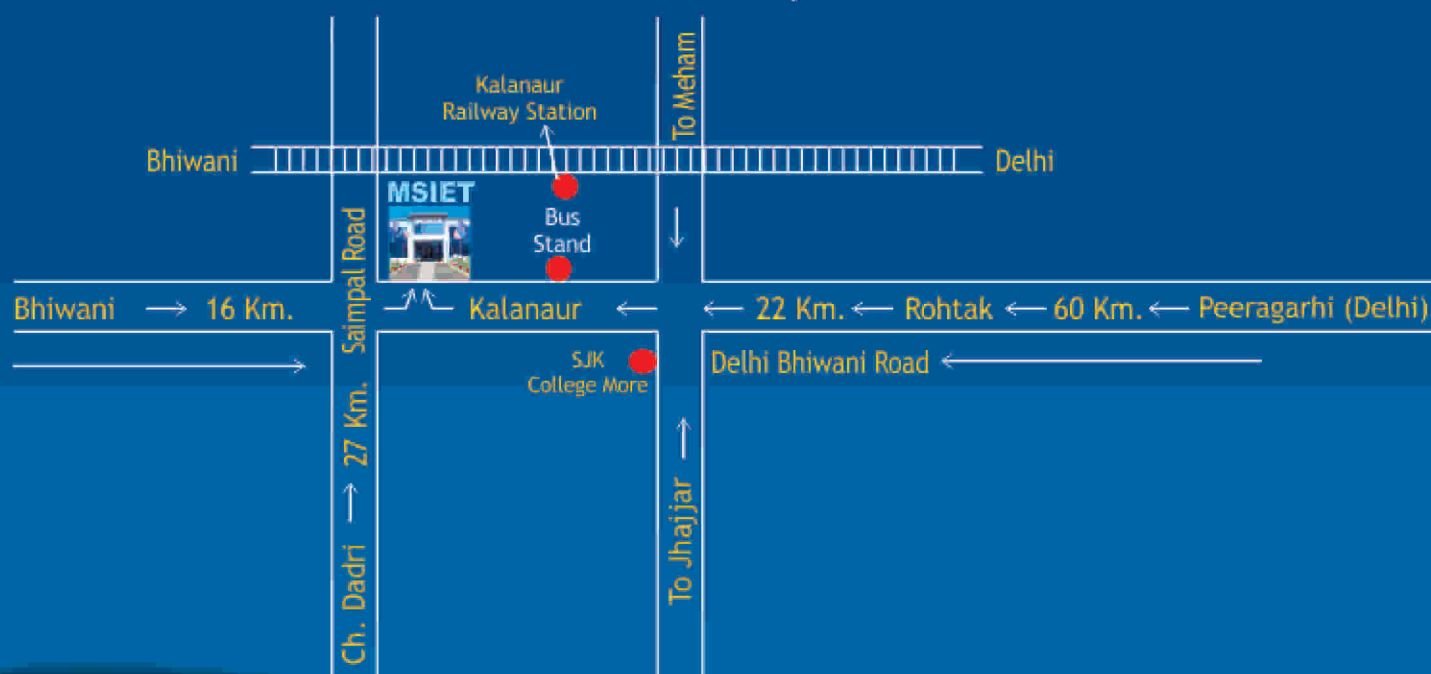 To Meham
Kalanaur
Railway Station
Bhiwani
Delhi
MSIET
Bus
Stand
Saimpal Road
Bhiwani
16 Km.
Kalanaur
22 Km.
Rohtak
60 Km.
Peeragarhi (Delhi)
SJK
College More
Delhi Bhiwani Road
27 Km.
Ch. Dadri
To Jhajjar